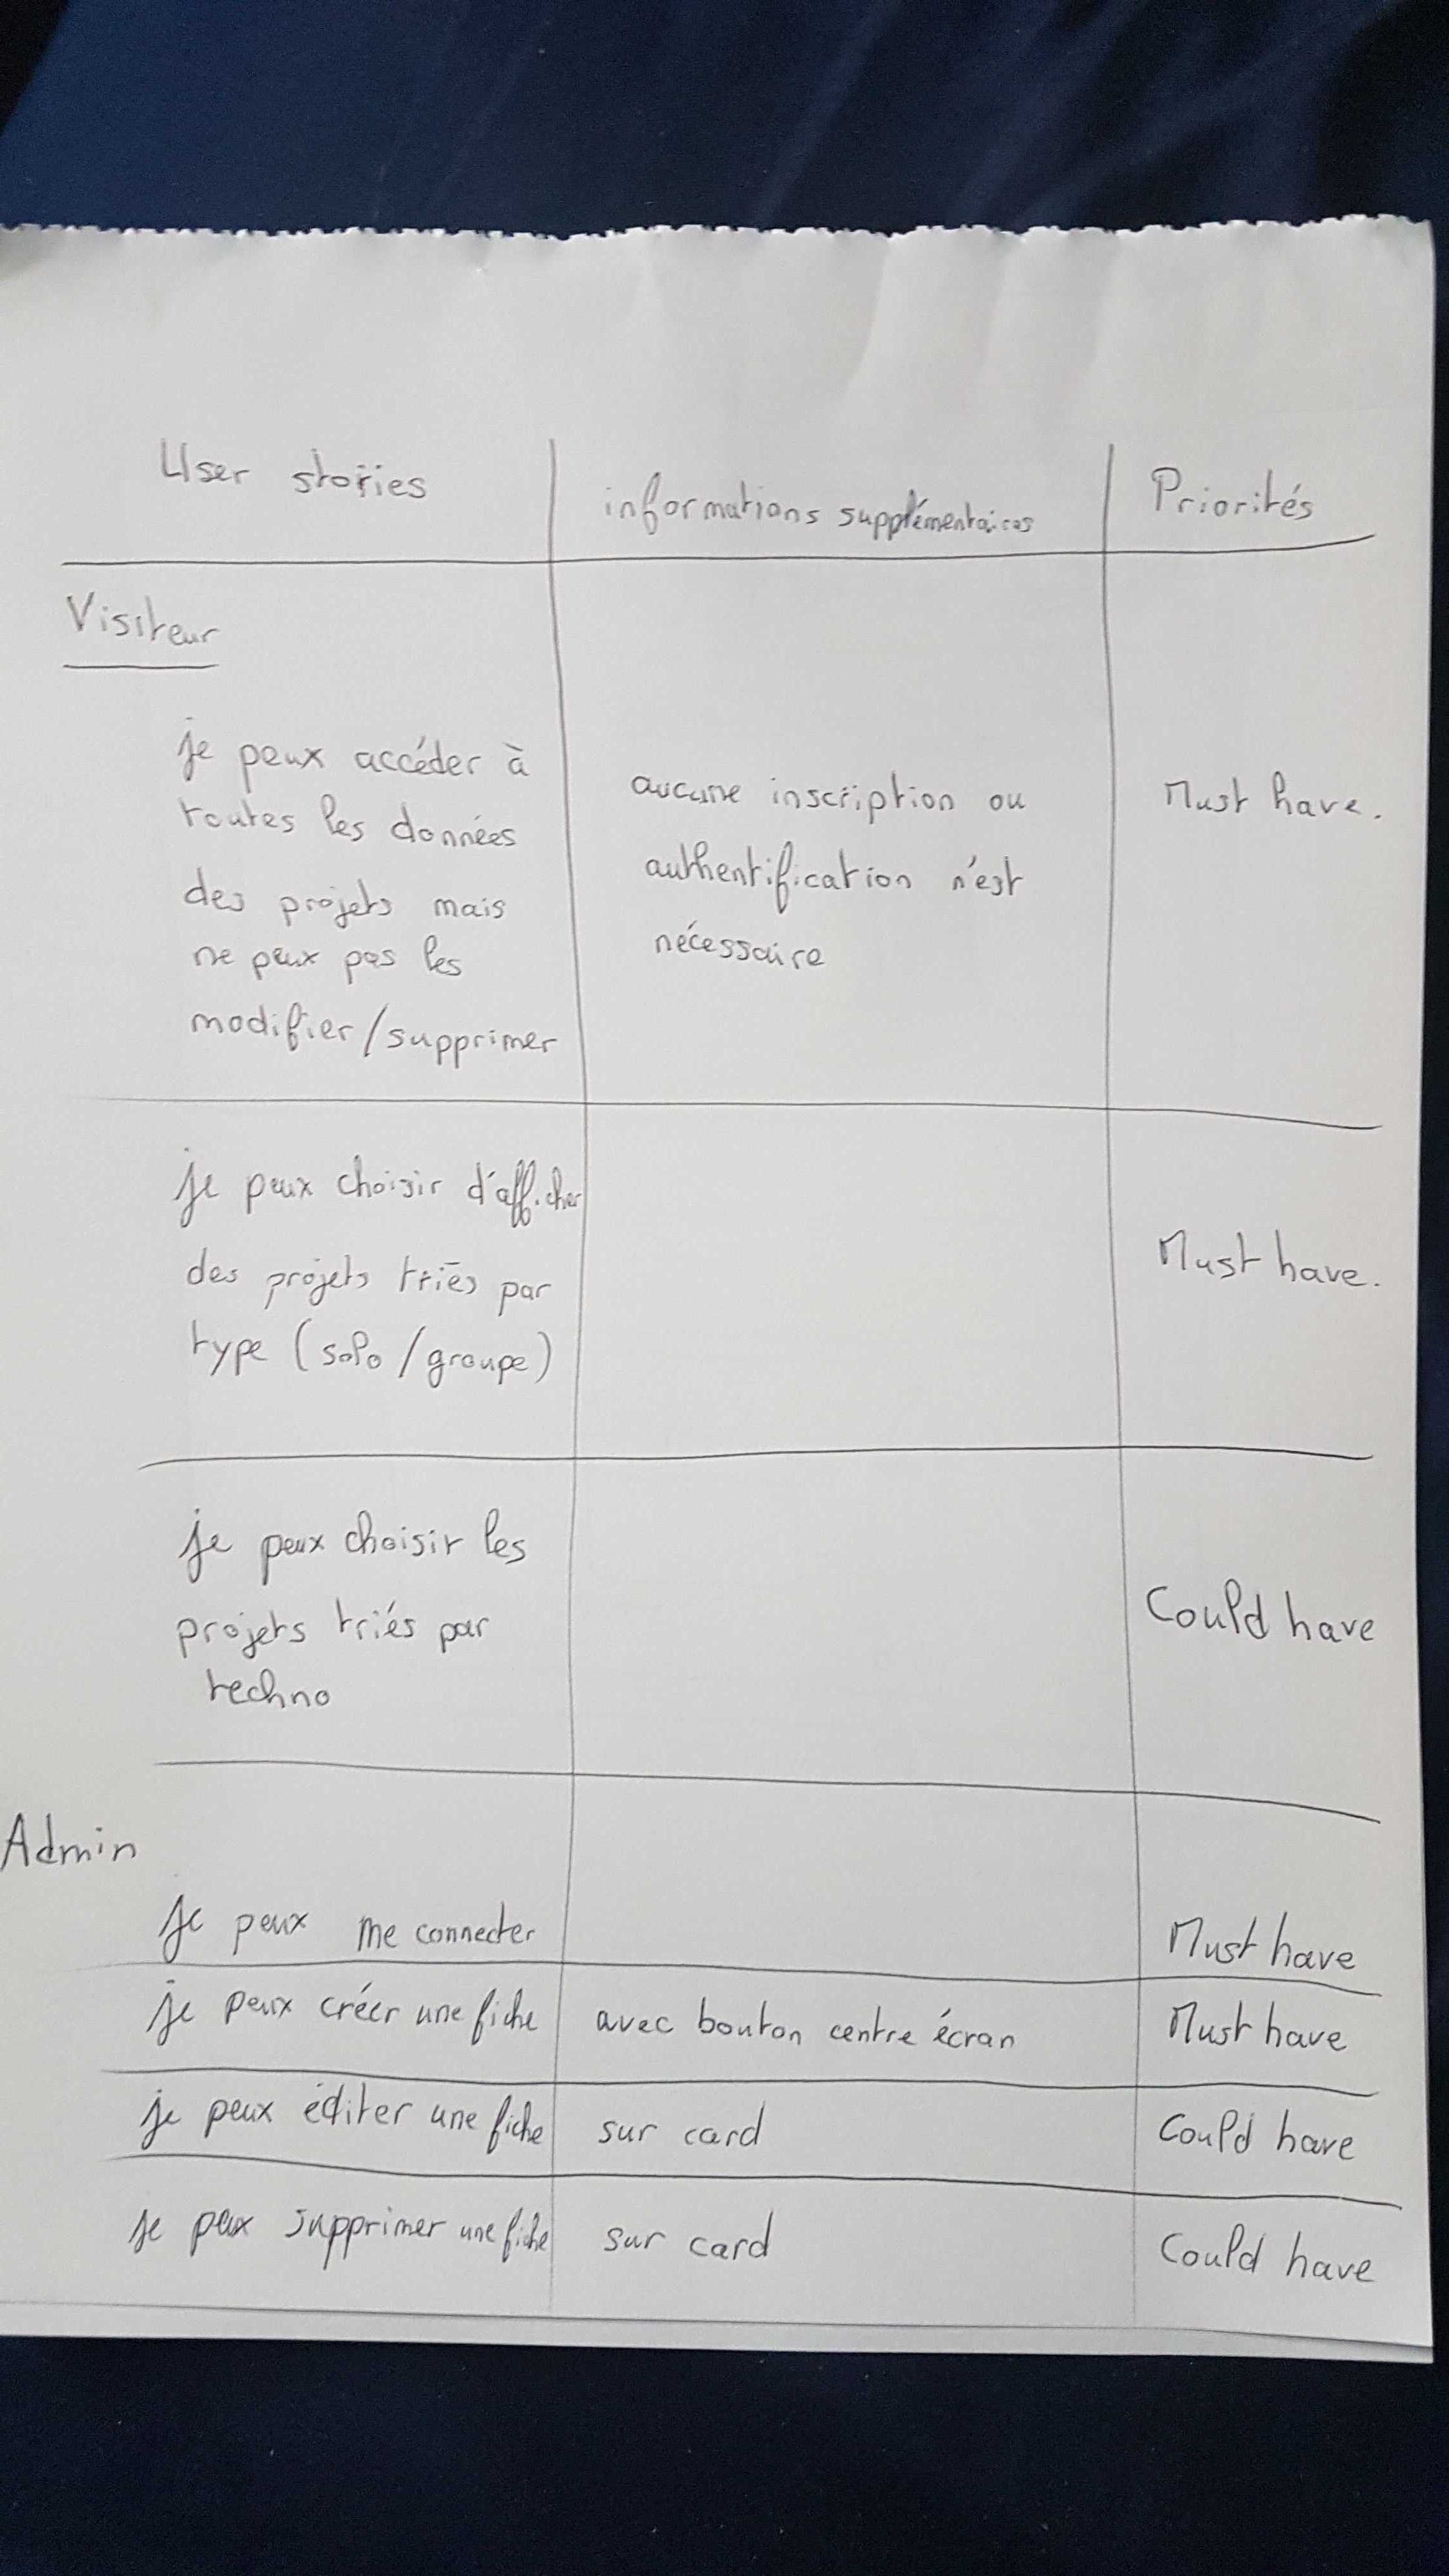 User stories
informations supplémentaires
Priorités
Visiteur
je peux accéder à
toutes les données
des projets mais
ne peux pas les
modifier/supprimer
aucune inscription ou
authentification n'est
nécessaire
Must have.
je peux choisir d'afficher
des projets triés par
type (solo/groupe)
Must have.
je peux choisir les
projets triés par
techno
Could have
Admin
je peux me connecter
Must have
je peux créer une fiche
avec bouton centre écran
Must have
je peux éditer une fiche
sur card
Could have
je peux supprimer une fiche
sur card
Could have